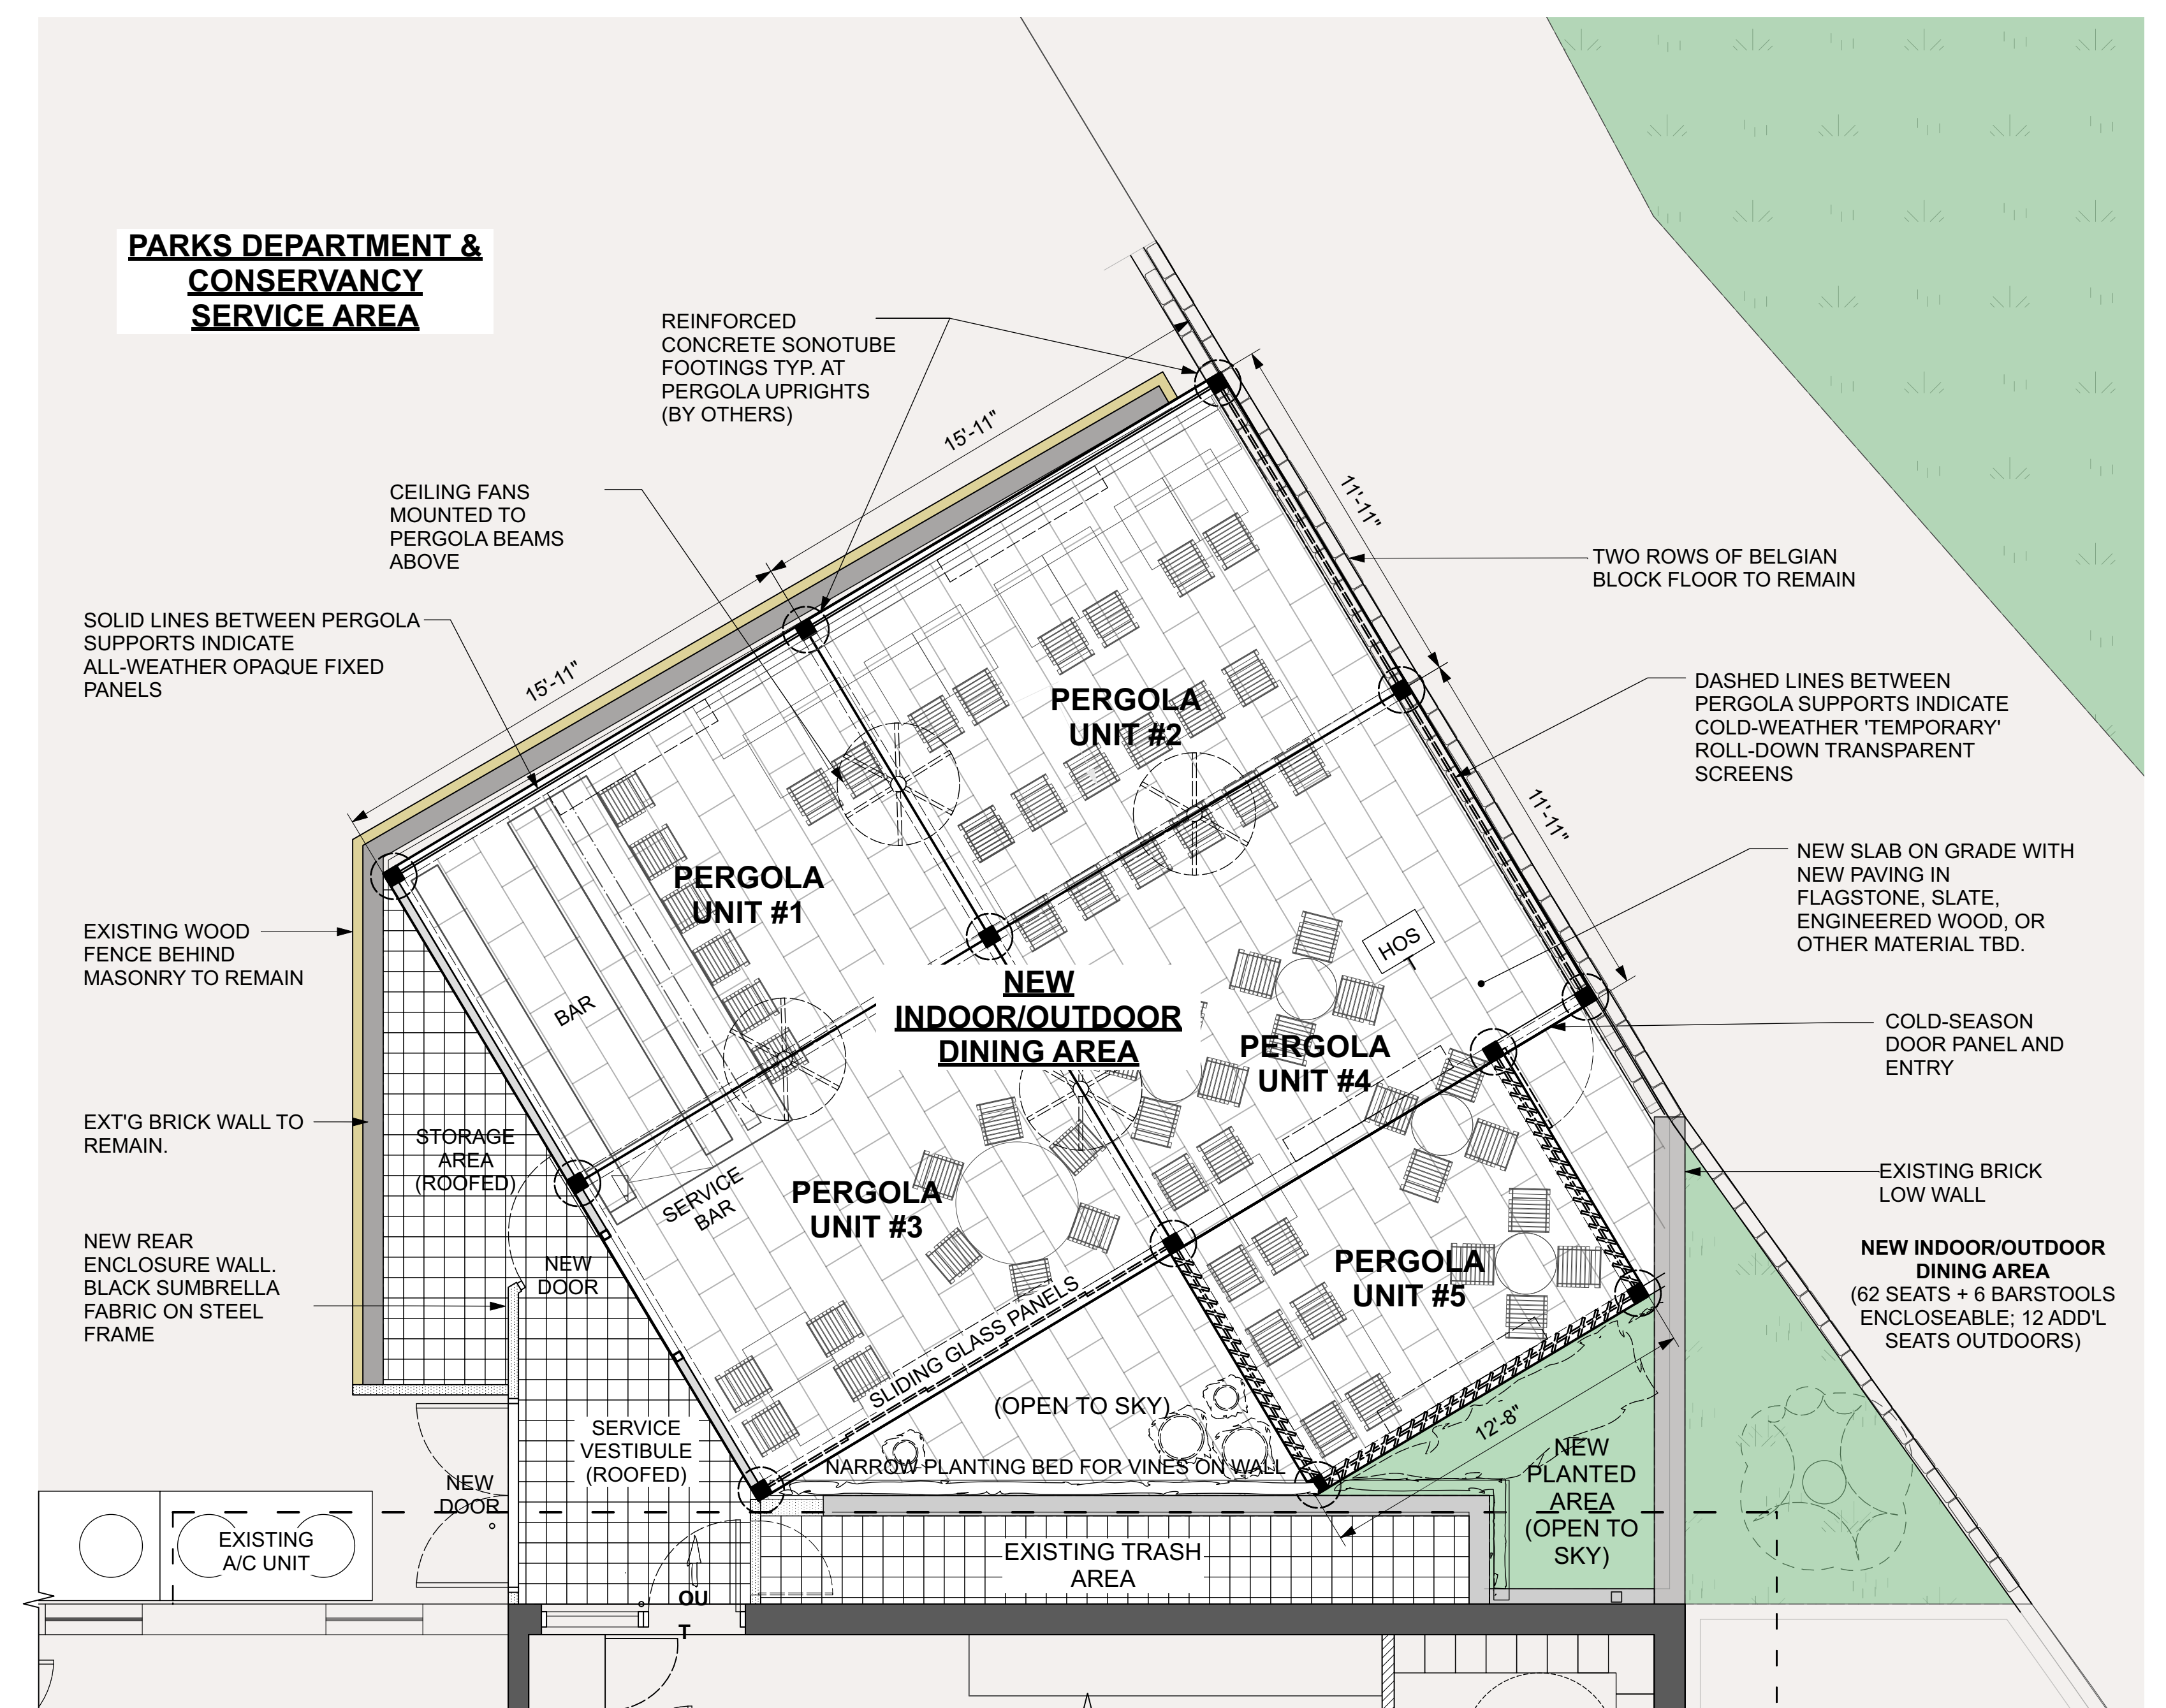 PARKS DEPARTMENT &
CONSERVANCY
SERVICE AREA
REINFORCED
CONCRETE SONOTUBE
FOOTINGS TYP. AT
PERGOLA UPRIGHTS
(BY OTHERS)
15'-11"
11'-11"
CEILING FANS
MOUNTED TO
PERGOLA BEAMS
ABOVE
TWO ROWS OF BELGIAN
BLOCK FLOOR TO REMAIN
SOLID LINES BETWEEN PERGOLA
SUPPORTS INDICATE
ALL-WEATHER OPAQUE FIXED
PANELS
15'-11"
PERGOLA
UNIT #2
DASHED LINES BETWEEN
PERGOLA SUPPORTS INDICATE
COLD-WEATHER 'TEMPORARY'
ROLL-DOWN TRANSPARENT
SCREENS
11'-11"
PERGOLA
UNIT #1
NEW SLAB ON GRADE WITH
NEW PAVING IN
FLAGSTONE, SLATE,
ENGINEERED WOOD, OR
OTHER MATERIAL TBD.
EXISTING WOOD
FENCE BEHIND
MASONRY TO REMAIN
HOS
BAR
NEW
INDOOR/OUTDOOR
DINING AREA
PERGOLA
UNIT #4
COLD-SEASON
DOOR PANEL AND
ENTRY
EXT'G BRICK WALL TO
REMAIN.
STORAGE
AREA
(ROOFED)
SERVICE
BAR
PERGOLA
UNIT #3
EXISTING BRICK
LOW WALL
NEW REAR
ENCLOSURE WALL.
BLACK SUMBRELLA
FABRIC ON STEEL
FRAME
NEW
DOOR
PERGOLA
UNIT #5
NEW INDOOR/OUTDOOR
DINING AREA
(62 SEATS + 6 BARSTOOLS
ENCLOSEABLE; 12 ADD'L
SEATS OUTDOORS)
SLIDING GLASS PANELS
(OPEN TO SKY)
12'-8"
SERVICE
VESTIBULE
(ROOFED)
NARROW PLANTING BED FOR VINES ON WALL
NEW
PLANTED
AREA
(OPEN TO
SKY)
NEW
DOOR
EXISTING
A/C UNIT
EXISTING TRASH
AREA
OU
T